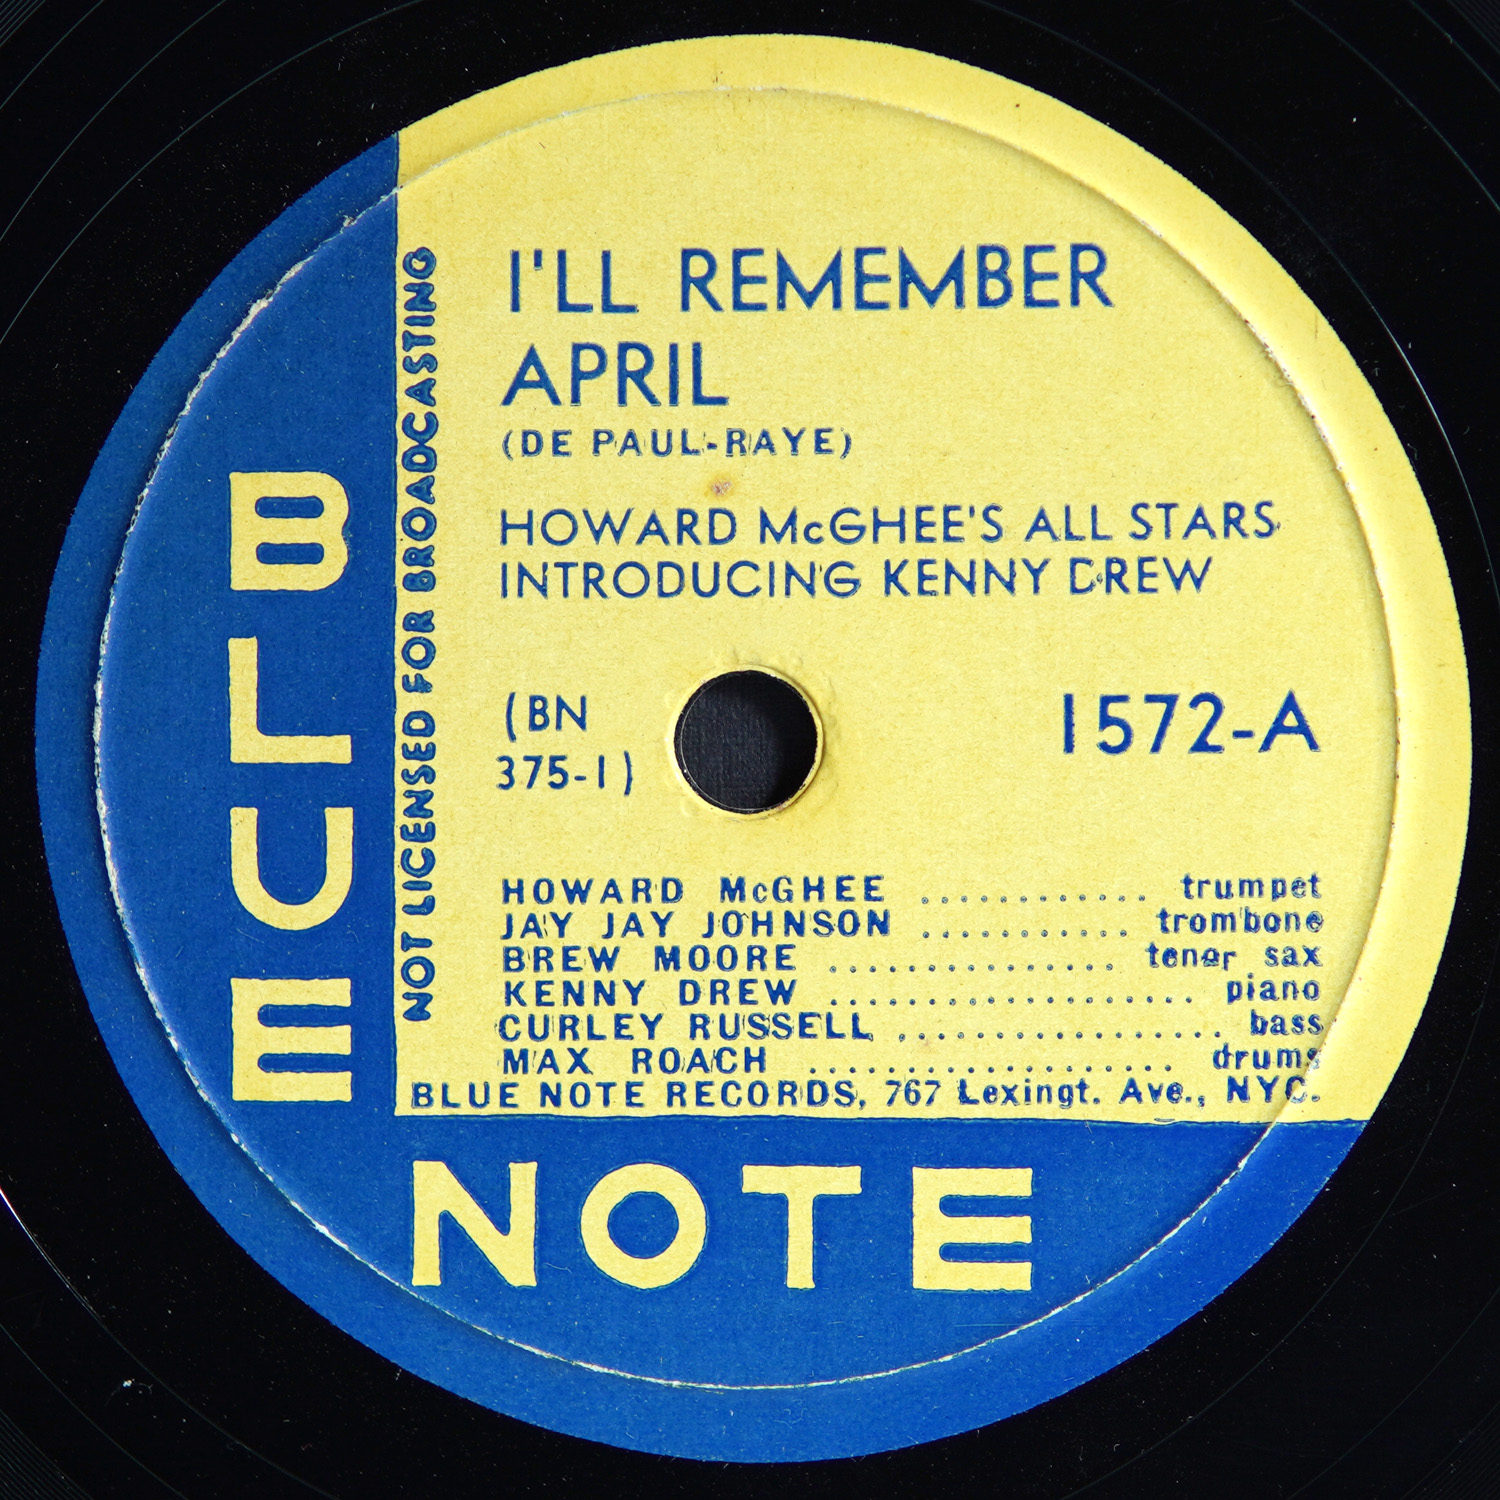 I'LL REMEMBER
APRIL
(DE PAUL-RAYE)
HOWARD McGHEE'S ALL STARS
INTRODUCING KENNY DREW
(BN
375-1)
1572-A
HOWARD McGHEE ............ trumpet
JAY JAY JOHNSON ........... trombone
BREW MOORE ............... tenor sax
KENNY DREW ................... piano
CURLEY RUSSELL ................. bass
MAX ROACH ................... drums
BLUE NOTE RECORDS, 767 Lexingt. Ave., NYC.
NOT LICENSED FOR BROADCASTING
BLUE
NOTE